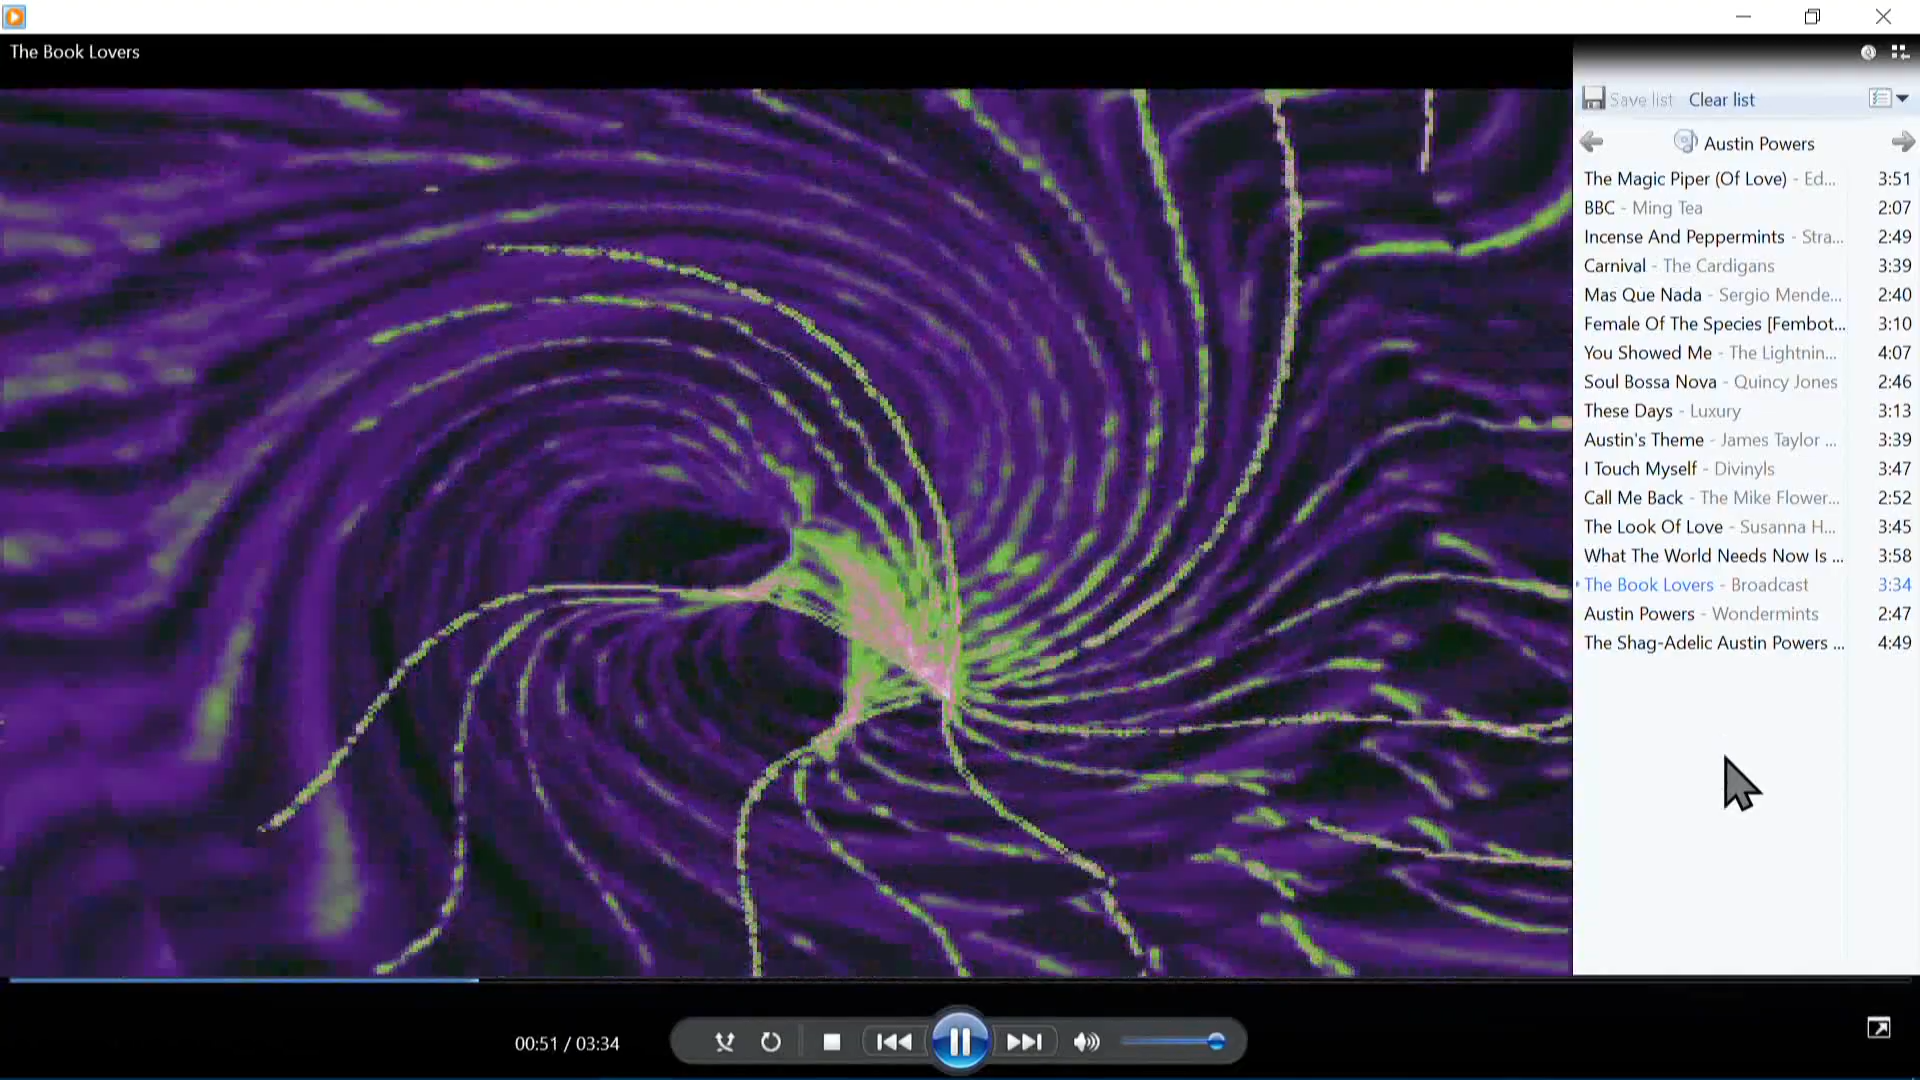 The Book Lovers
Save list Clear list
Austin Powers
The Magic Piper (Of Love) - Ed... 3:51
BBC - Ming Tea 2:07
Incense And Peppermints - Stra... 2:49
Carnival - The Cardigans 3:39
Mas Que Nada - Sergio Mende... 2:40
Female Of The Species [Fembot... 3:10
You Showed Me - The Lightnin... 4:07
Soul Bossa Nova - Quincy Jones 2:46
These Days - Luxury 3:13
Austin's Theme - James Taylor ... 3:39
I Touch Myself - Divinyls 3:47
Call Me Back - The Mike Flower... 2:52
The Look Of Love - Susanna H... 3:45
What The World Needs Now Is ... 3:58
The Book Lovers - Broadcast 3:34
Austin Powers - Wondermints 2:47
The Shag-Adelic Austin Powers ... 4:49
00:51 / 03:34